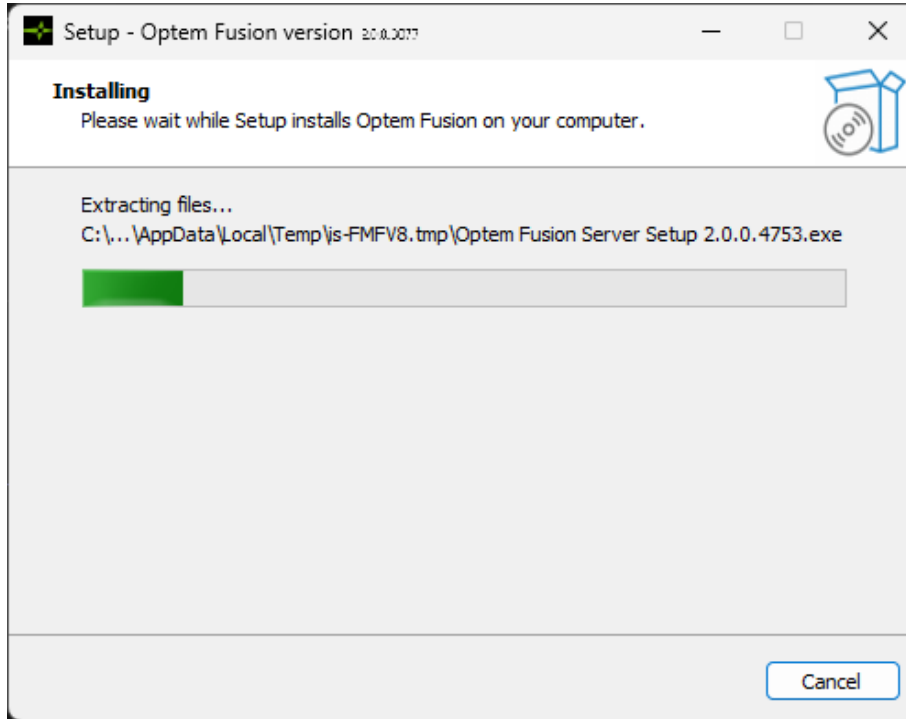 Setup - Optem Fusion version
Installing
Please wait while Setup installs Optem Fusion on your computer.
Extracting files...
C:\...\AppData\Local\Temp\is-FMFV8.tmp\Optem Fusion Server Setup 2.0.0.4753.exe
Cancel